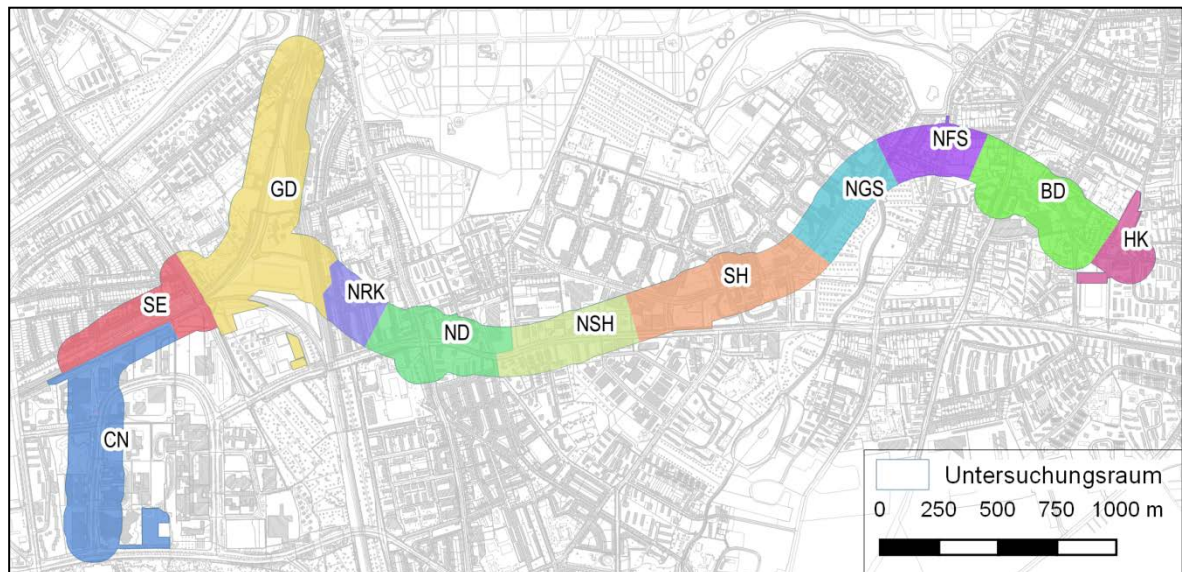 NFS
GD
NGS
BD
HK
SH
NRK
SE
NSH
ND
CN
Untersuchungsraum
0 250 500 750 1000 m